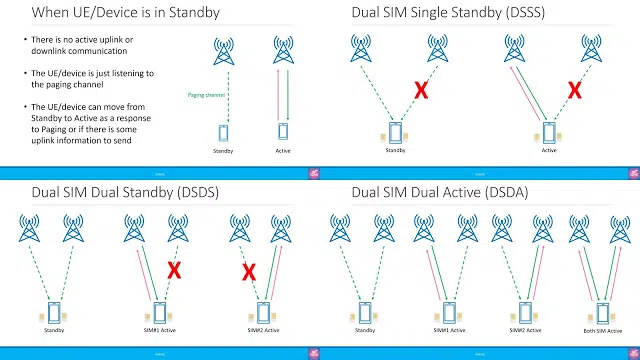 When UE/Device is in Standby
• There is no active uplink or
downlink communication
• The UE/device is just listening to
the paging channel
• The UE/device can move from
Standby to Active as a response
to Paging or if there is some
uplink information to send
Paging channel
Standby
Active
Dual SIM Single Standby (DSSS)
X
X
Standby
Active
Dual SIM Dual Standby (DSDS)
X
X
Standby
SIM#1 Active
SIM#2 Active
Dual SIM Dual Active (DSDA)
Standby
SIM#1 Active
SIM#2 Active
Both SIM Active